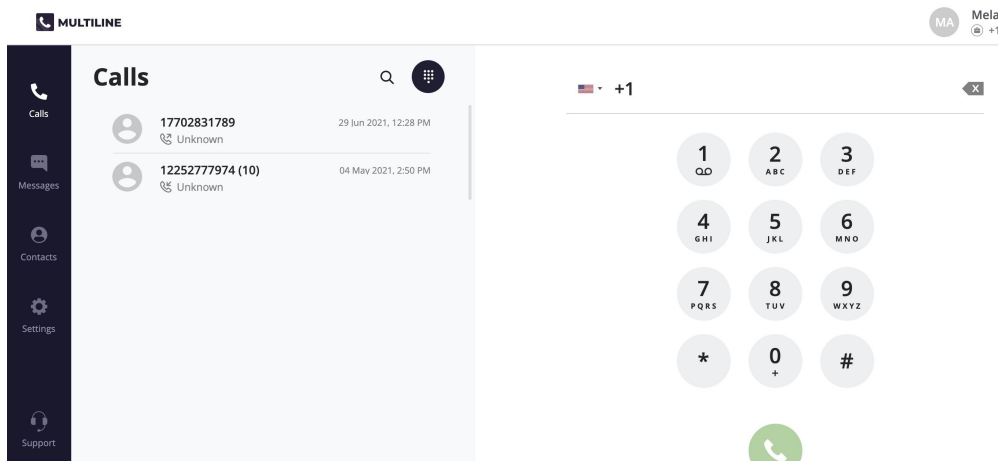 MULTILINE
MA
Mela
+1
Calls
Messages
Contacts
Settings
Support
Calls
17702831789
29 Jun 2021, 12:28 PM
Unknown
12252777974 (10)
04 May 2021, 2:50 PM
Unknown
+1
X
1
2
ABC
3
DEF
4
GHI
5
JKL
6
MNO
7
PQRS
8
TUV
9
WXYZ
*
0
+
#